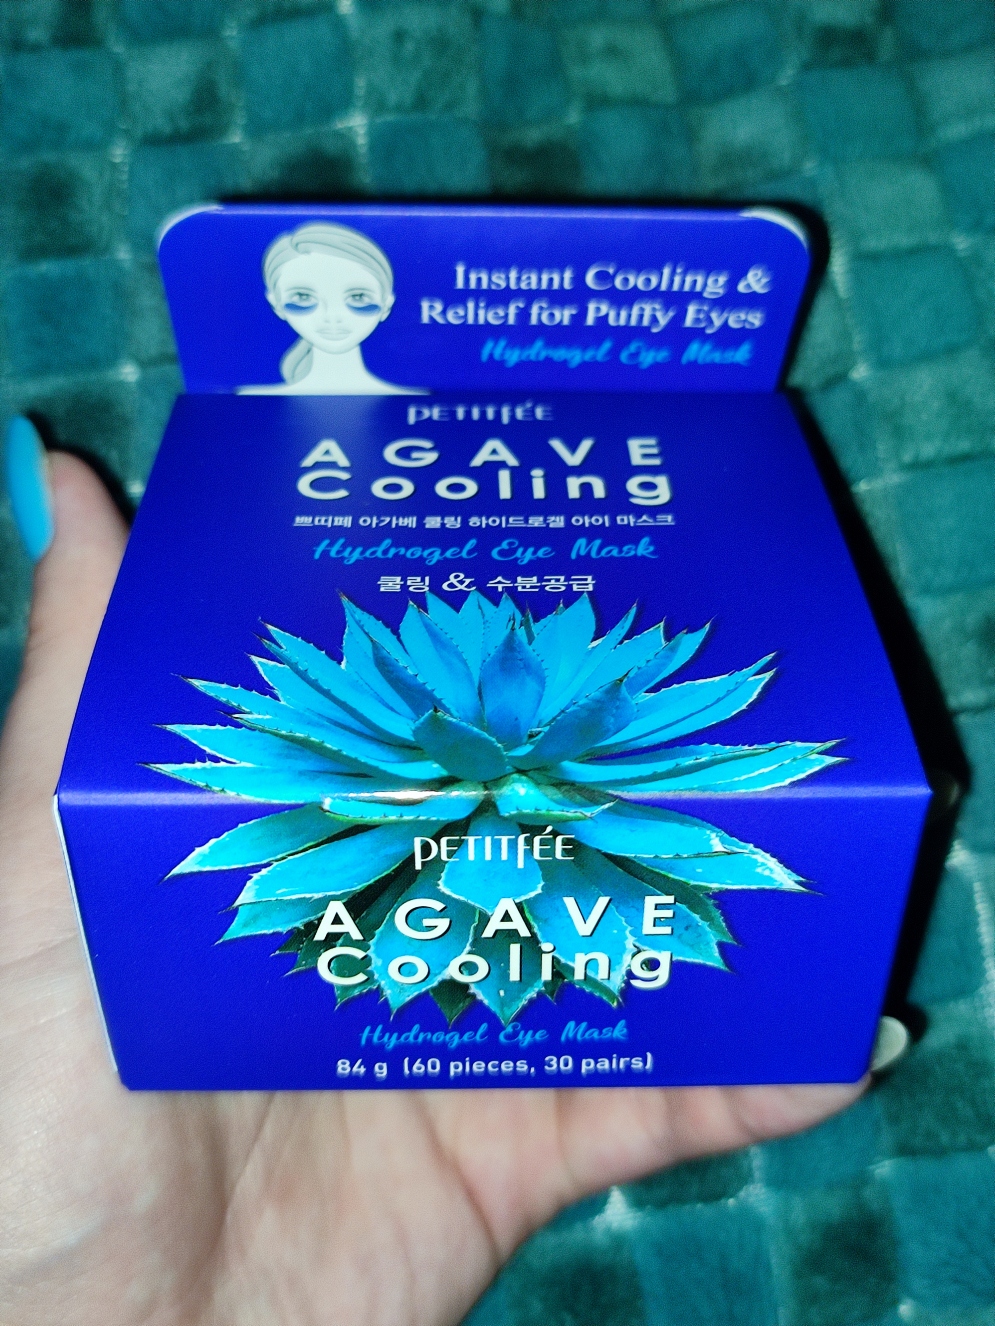 Instant Cooling &
Relief for Puffy Eyes
Hydrogel Eye Mask
PETITFÉE
AGAVE
Cooling
쁘띠페 아가베 쿨링 하이드로겔 아이 마스크
Hydrogel Eye Mask
쿨링 & 수분공급
PETITFÉE
AGAVE
Cooling
Hydrogel Eye Mask
84 g (60 pieces, 30 pairs)